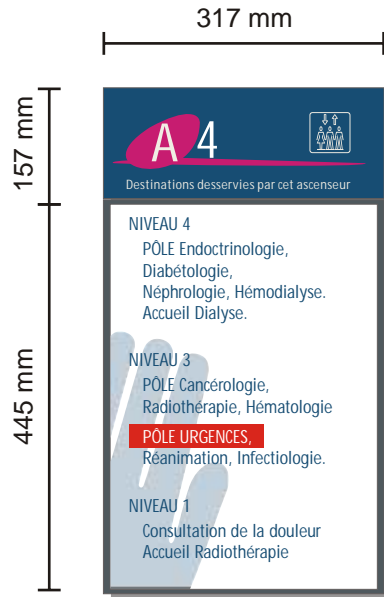 317 mm
157 mm
A 4
Destinations desservies par cet ascenseur
445 mm
NIVEAU 4
PÔLE Endocrinologie,
Diabétologie,
Néphrologie, Hémodialyse.
Accueil Dialyse.
NIVEAU 3
PÔLE Cancérologie,
Radiothérapie, Hématologie
PÔLE URGENCES,
Réanimation, Infectiologie.
NIVEAU 1
Consultation de la douleur
Accueil Radiothérapie